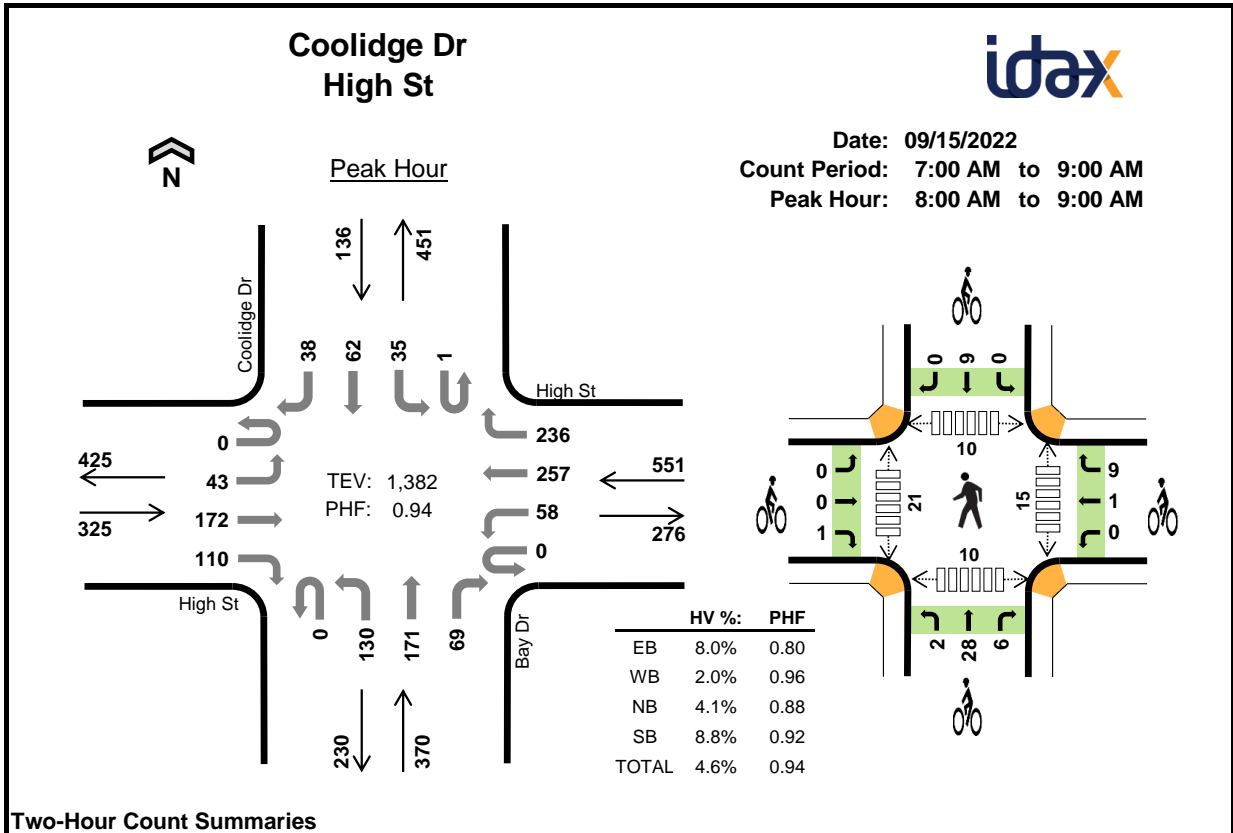 Coolidge Dr
High St
idax
N
Peak Hour
Date: 09/15/2022
Count Period: 7:00 AM to 9:00 AM
Peak Hour: 8:00 AM to 9:00 AM
136
451
Coolidge Dr
38
62
35
1
High St
0
43
172
110
425
325
TEV: 1,382
PHF: 0.94
236
257
58
0
551
276
High St
0
130
171
69
Bay Dr
230
370
HV %: PHF
EB 8.0% 0.80
WB 2.0% 0.96
NB 4.1% 0.88
SB 8.8% 0.92
TOTAL 4.6% 0.94
0 9 0
10
0
0
1
21
15
9
1
0
10
2 28 6
Two-Hour Count Summaries